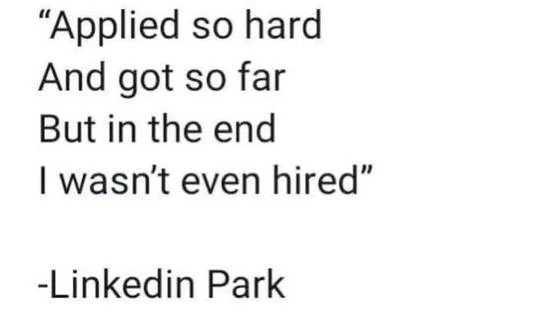 “Applied so hard
And got so far
But in the end
I wasn’t even hired”
-Linkedin Park